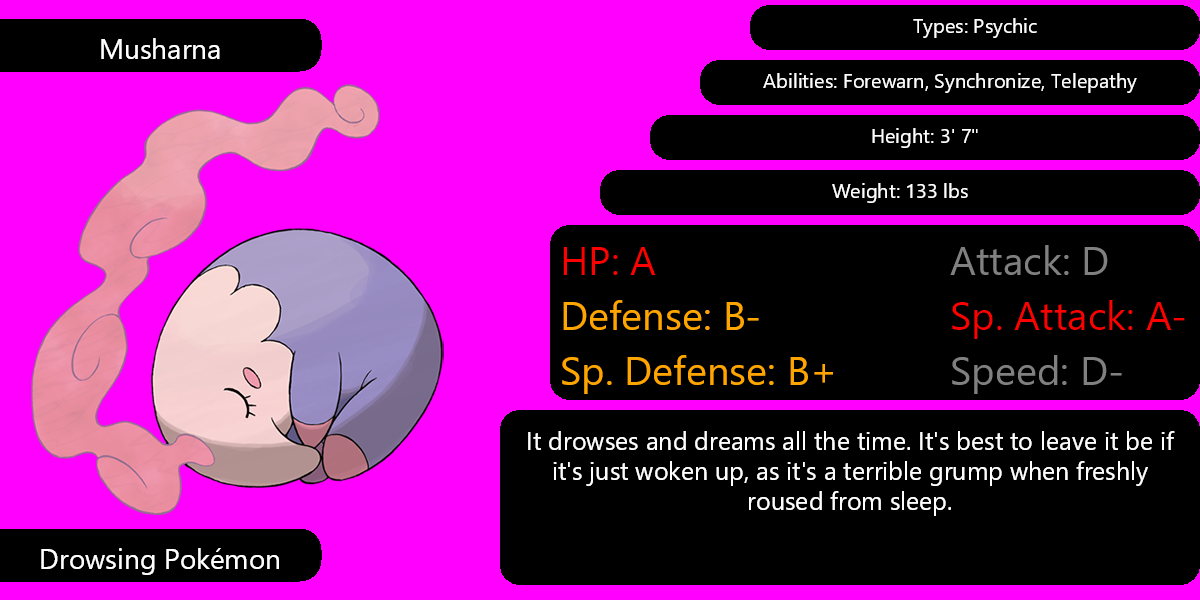 Musharna
Drowsing Pokémon
Types: Psychic
Abilities: Forewarn, Synchronize, Telepathy
Height: 3' 7"
Weight: 133 lbs
HP: A
Attack: D
Defense: B-
Sp. Attack: A-
Sp. Defense: B+
Speed: D-
It drowses and dreams all the time. It's best to leave it be if
it's just woken up, as it's a terrible grump when freshly
roused from sleep.